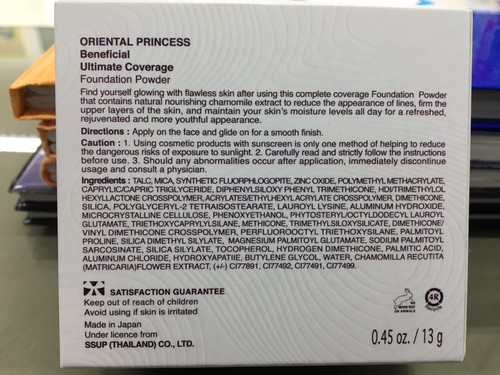 ORIENTAL PRINCESS
Beneficial
Ultimate Coverage
Foundation Powder
Find yourself glowing with flawless skin after using this complete coverage Foundation Powder
that contains natural nourishing chamomile extract to reduce the appearance of lines, firm the
upper layers of the skin, and maintain your skin's moisture levels all day for a refreshed,
rejuvenated and more youthful appearance.
Directions : Apply on the face and glide on for a smooth finish.
Caution : 1. Using cosmetic products with sunscreen is only one method of helping to reduce
the dangerous risks of exposure to sunlight. 2. Carefully read and strictly follow the instructions
before use. 3. Should any abnormalities occur after application, immediately discontinue
usage and consult a physician.
Ingredients : TALC, MICA, SYNTHETIC FLUORPHLOGOPITE, ZINC OXIDE, POLYMETHYL METHACRYLATE,
CAPRYLIC/CAPRIC TRIGLYCERIDE, DIPHENYLSILOXY PHENYL TRIMETHICONE, HDI/TRIMETHYLOL
HEXYLLACTONE CROSSPOLYMER, ACRYLATES/ETHYLHEXYL ACRYLATE CROSSPOLYMER, DIMETHICONE,
SILICA, POLYGLYCERYL-2 TETRAISOSTEARATE, LAUROYL LYSINE, ALUMINUM HYDROXIDE,
MICROCRYSTALLINE CELLULOSE, PHENOXYETHANOL, PHYTOSTERYL/OCTYLDODECYL LAUROYL
GLUTAMATE, TRIETHOXYCAPRYLYLSILANE, METHICONE, TRIMETHYLSILOXYSILICATE, DIMETHICONE/
VINYL DIMETHICONE CROSSPOLYMER, PERFLUOROOCTYL TRIETHOXYSILANE, PALMITOYL
PROLINE, SILICA DIMETHYL SILYLATE, MAGNESIUM PALMITOYL GLUTAMATE, SODIUM PALMITOYL
SARCOSINATE, SILICA SILYLATE, TOCOPHEROL, HYDROGEN DIMETHICONE, PALMITIC ACID,
ALUMINUM CHLORIDE, HYDROXYAPATIE, BUTYLENE GLYCOL, WATER, CHAMOMILLA RECUTITA
(MATRICARIA)FLOWER EXTRACT, (+/-) CI77891, CI77492, CI77491, CI77499.
SATISFACTION GUARANTEE
Keep out of reach of children
Avoid using if skin is irritated
Made in Japan
Under licence from
SSUP (THAILAND) CO., LTD.
ON ANIMALS
4R
Recycle
0.45 oz. / 13 g